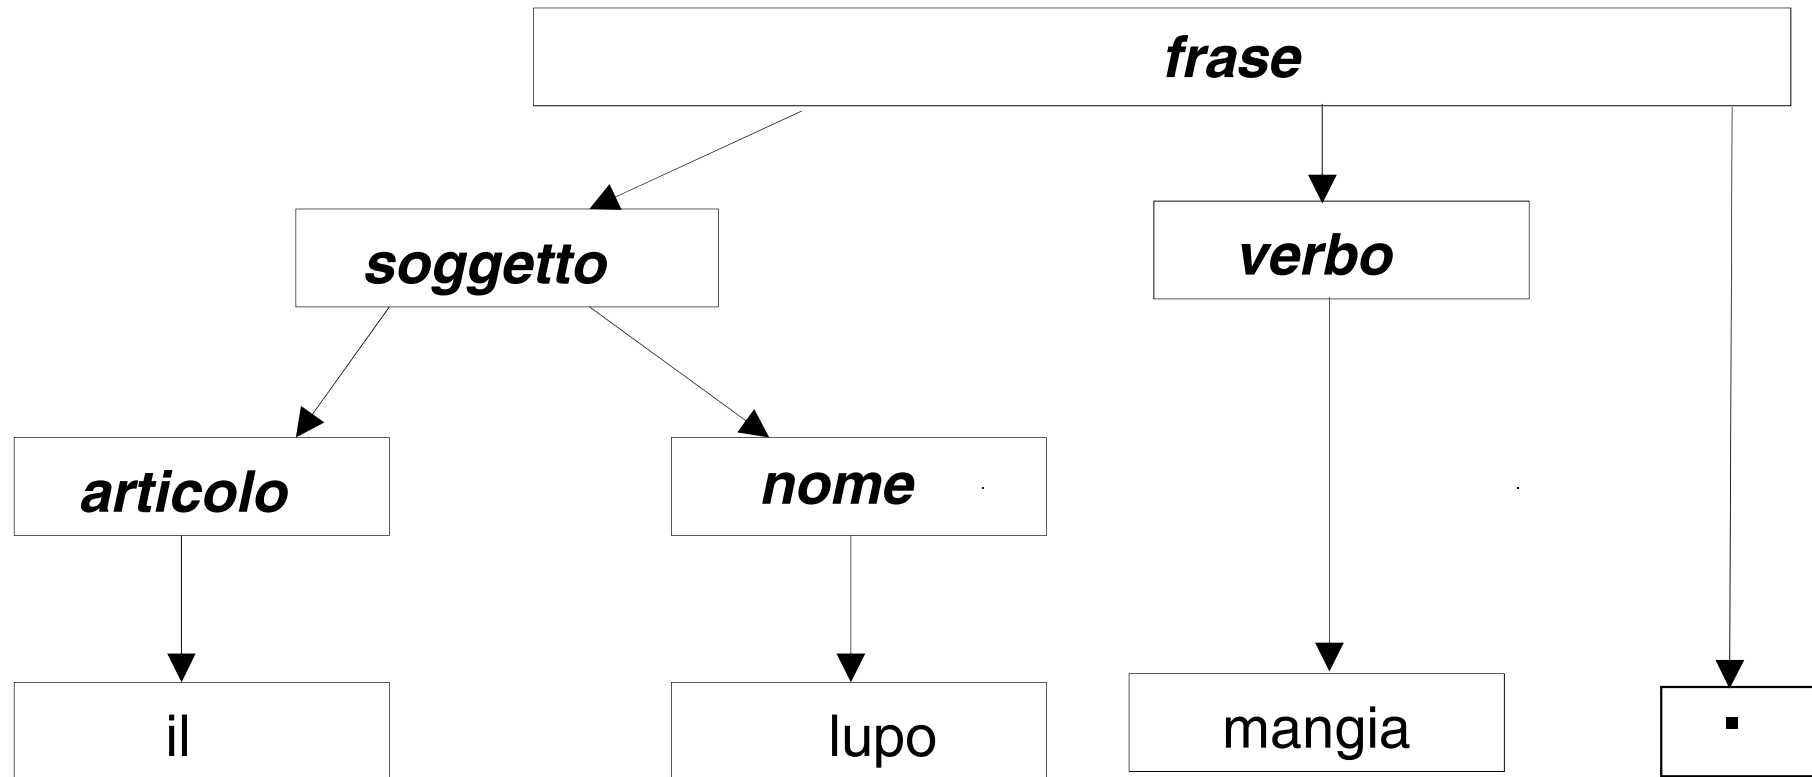 frase
soggetto
verbo
articolo
nome
il
lupo
mangia
.